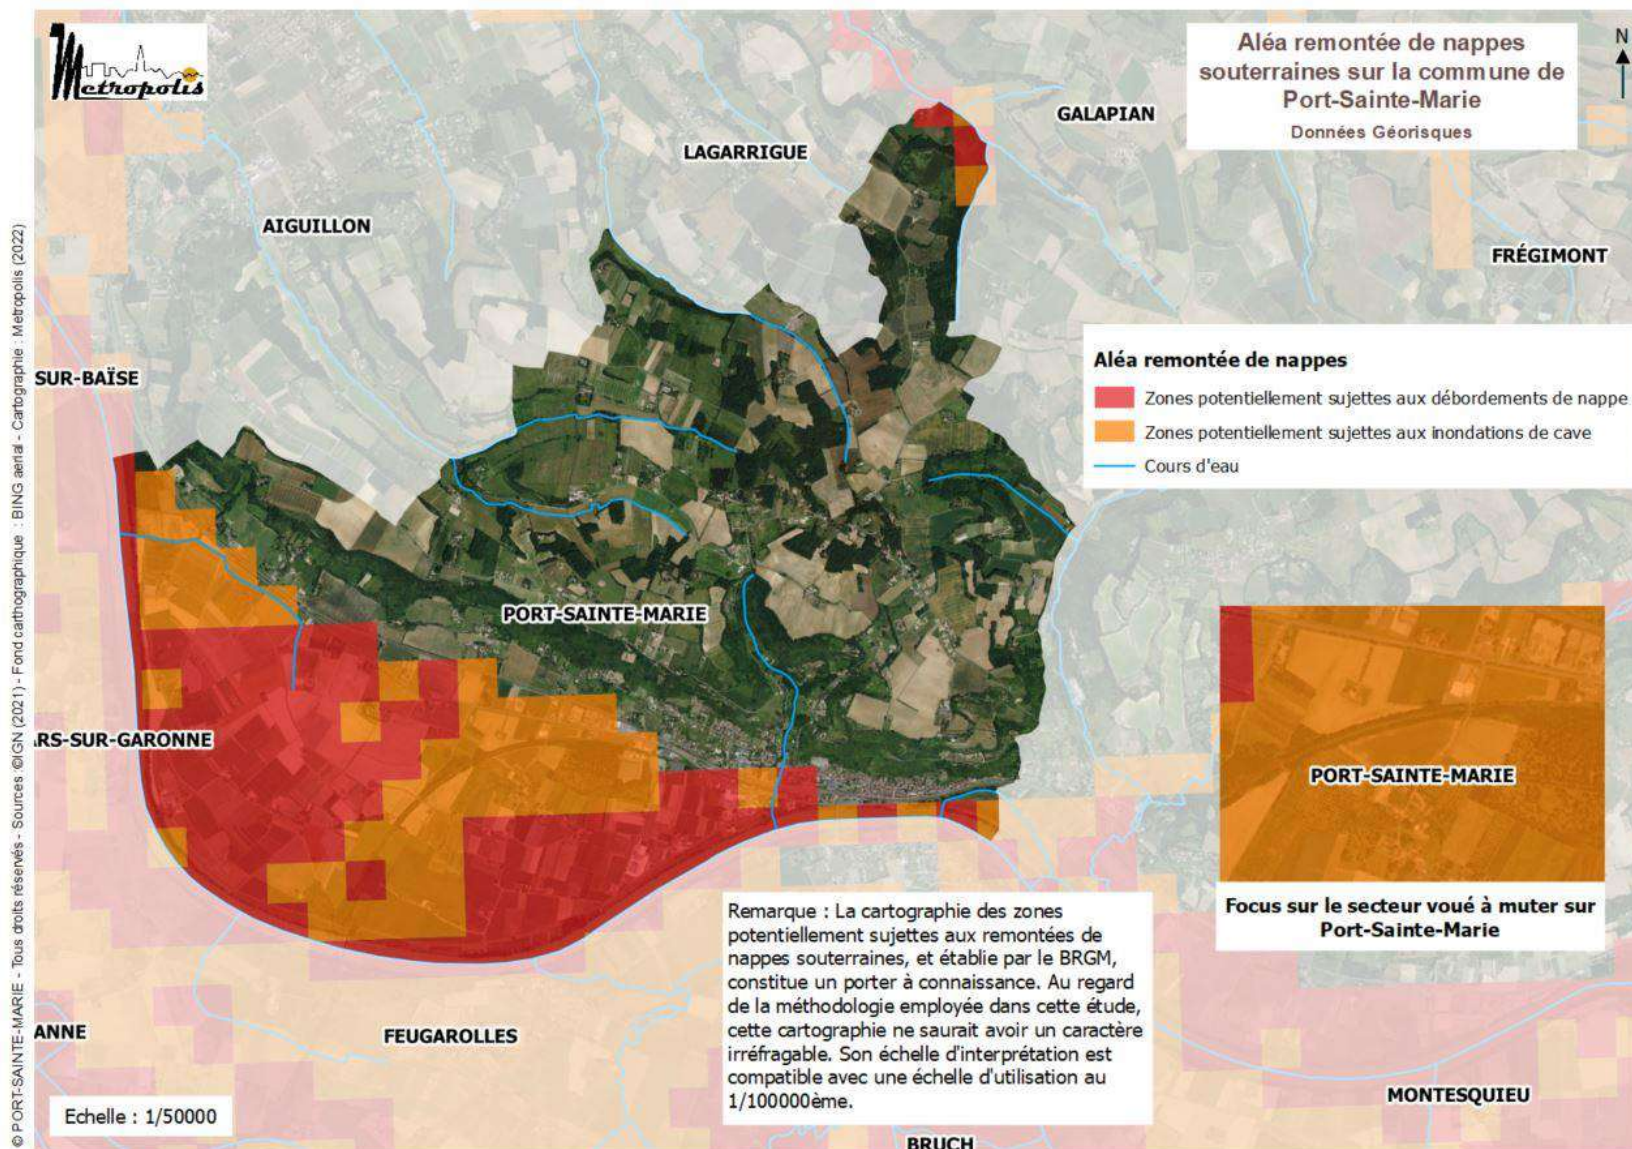 Metropolis
Aléa remontée de nappes
souterraines sur la commune de
Port-Sainte-Marie
Données Géorisques
N
GALAPIAN
LAGARRIGUE
AIGUILLON
FRÉGIMONT
SUR-BAÏSE
Aléa remontée de nappes
Zones potentiellement sujettes aux débordements de nappe
Zones potentiellement sujettes aux inondations de cave
Cours d'eau
PORT-SAINTE-MARIE
ARS-SUR-GARONNE
PORT-SAINTE-MARIE
Focus sur le secteur voué à muter sur
Port-Sainte-Marie
Remarque : La cartographie des zones
potentiellement sujettes aux remontées de
nappes souterraines, et établie par le BRGM,
constitue un porter à connaissance. Au regard
de la méthodologie employée dans cette étude,
cette cartographie ne saurait avoir un caractère
irréfragable. Son échelle d'interprétation est
compatible avec une échelle d'utilisation au
1/100000ème.
ANNE
FEUGAROLLES
MONTESQUIEU
BRUCH
Echelle : 1/50000
© PORT-SAINTE-MARIE - Tous droits réservés - Sources :©IGN (2021) - Fond carthographique : BING aerial - Cartographie : Metropolis (2022)